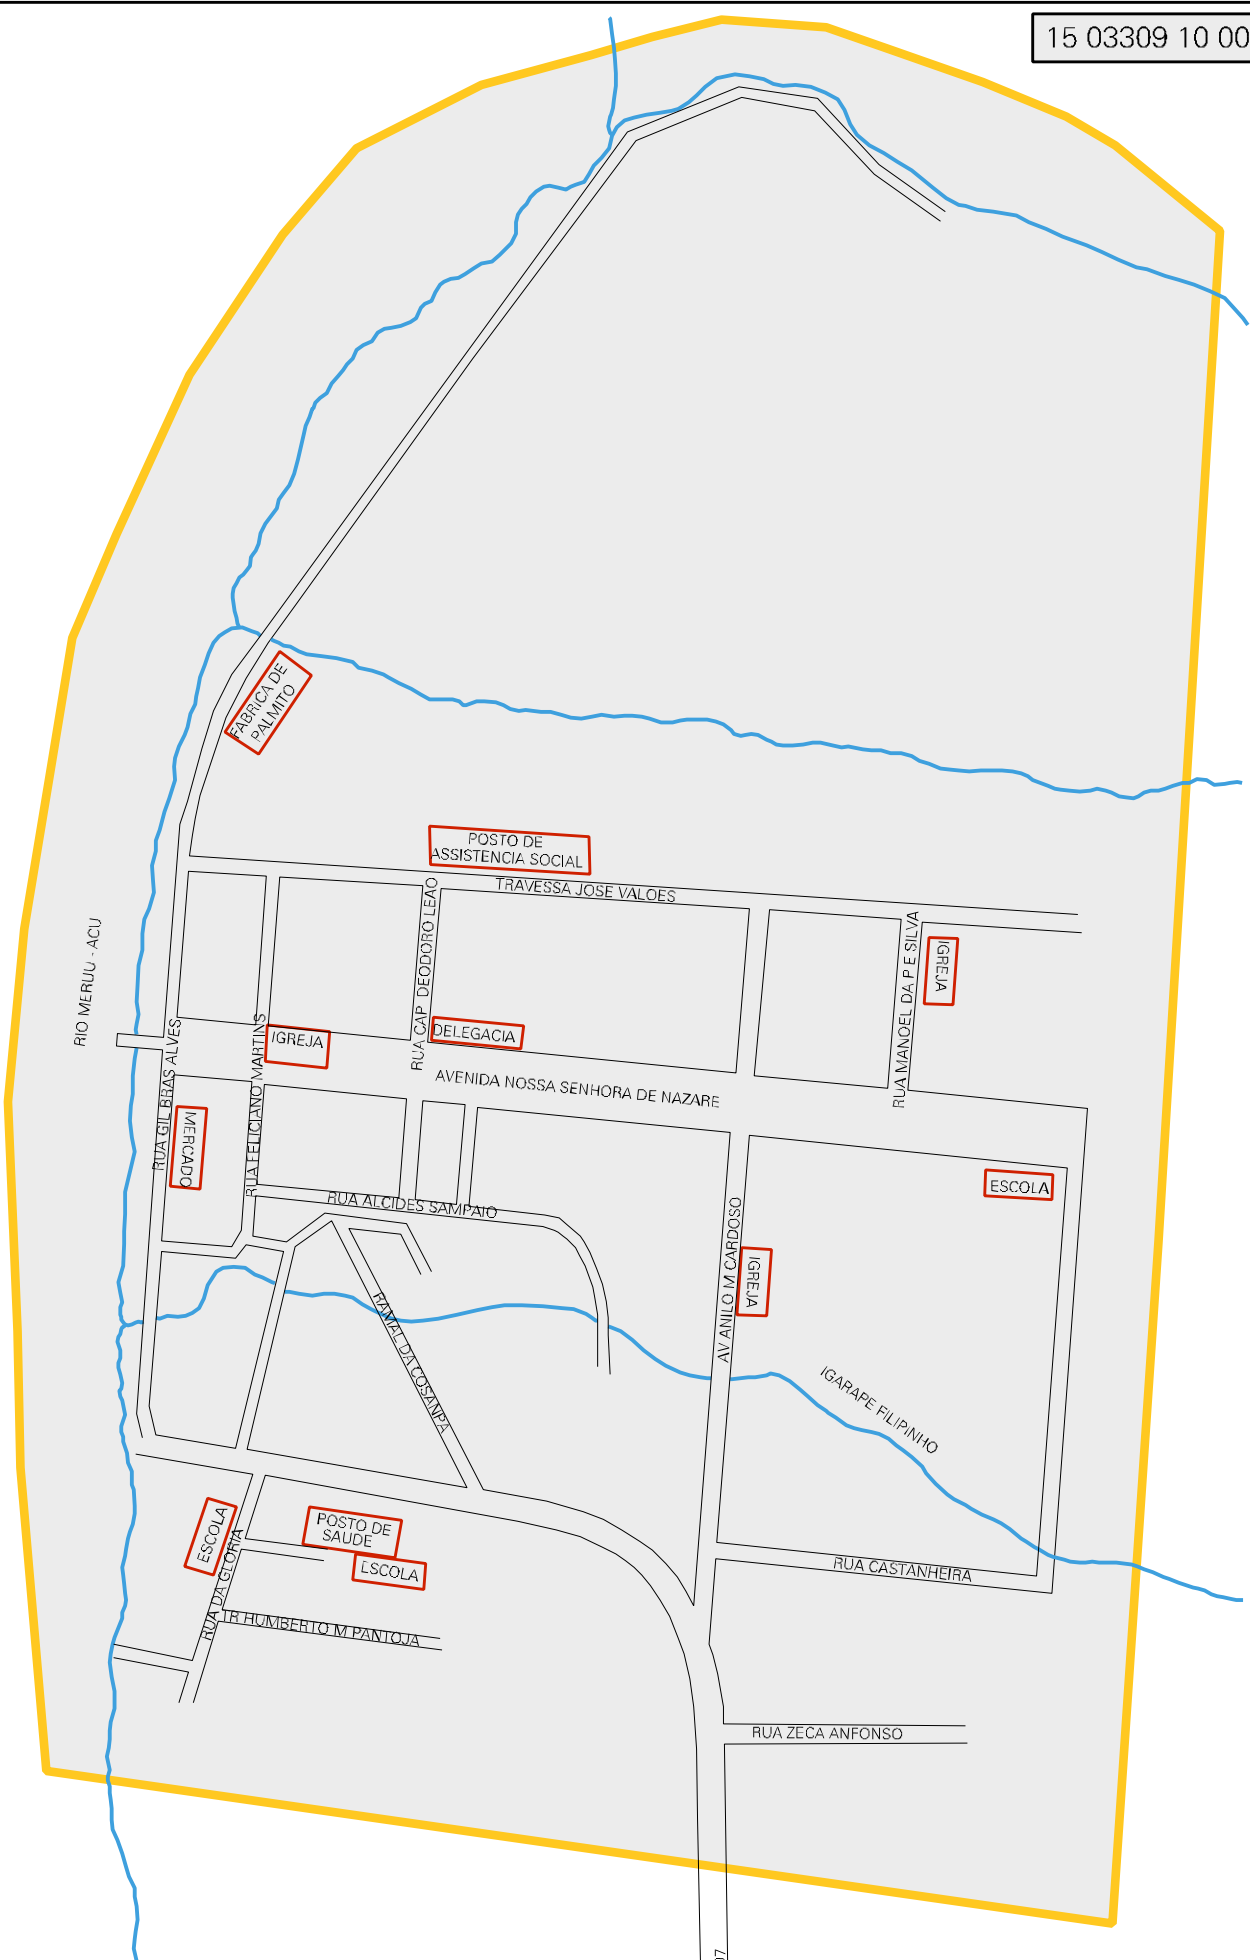 15 03309 10 00
FABRICA DE
PALMITO
POSTO DE
ASSISTENCIA SOCIAL
TRAVESSA JOSE VALOES
RUA CAP DEODORO LEAO
RUA MANOEL DA P E SILVA
IGREJA
RIO MERUU - ACU
RUA GIL BRAS ALVES
RUA FELICIANO MARTINS
IGREJA
DELEGACIA
AVENIDA NOSSA SENHORA DE NAZARE
MERCADO
ESCOLA
RUA ALCIDES SAMPAIO
AV ANILO M CARDOSO
IGREJA
RAMAL DA COSANPA
IGARAPE FILIPINHO
ESCOLA
RUA DA GLORIA
POSTO DE
SAUDE
ESCOLA
RUA CASTANHEIRA
TR HUMBERTO M PANTOJA
RUA ZECA ANFONSO